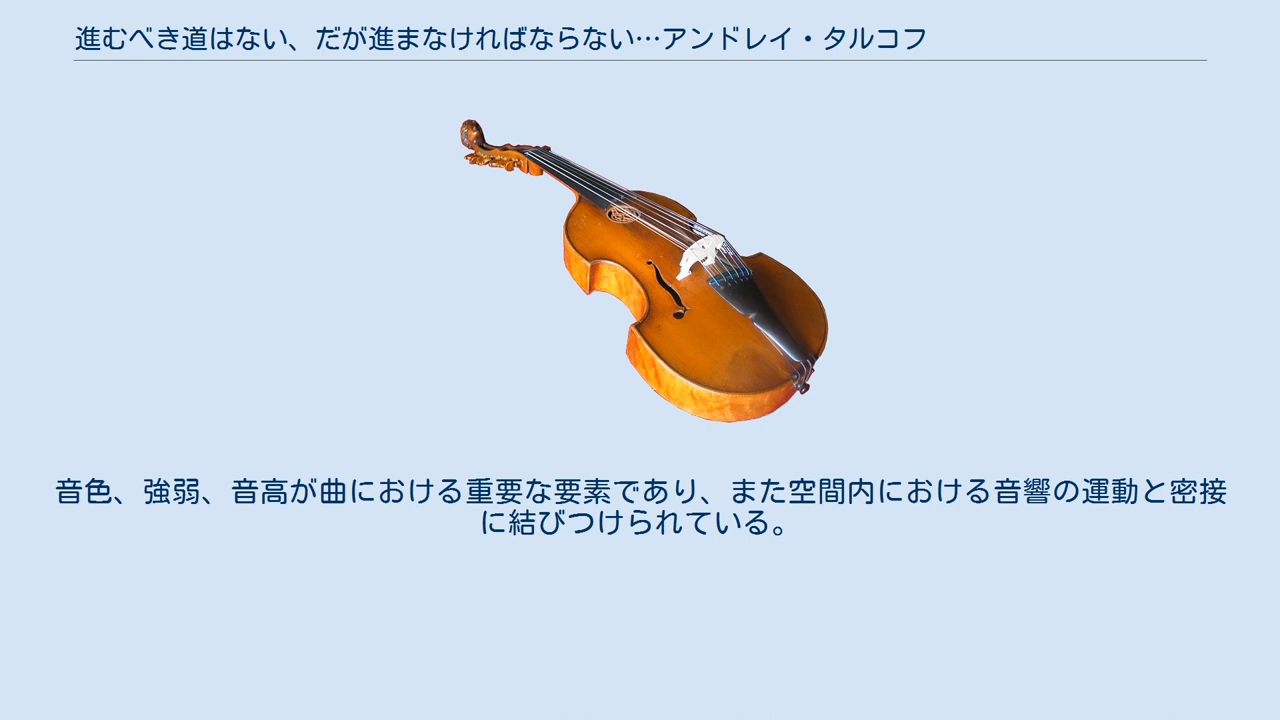 進むべき道はない、だが進まなければならない…アンドレイ・タルコフ
音色、強弱、音高が曲における重要な要素であり、また空間内における音響の運動と密接
に結びつけられている。